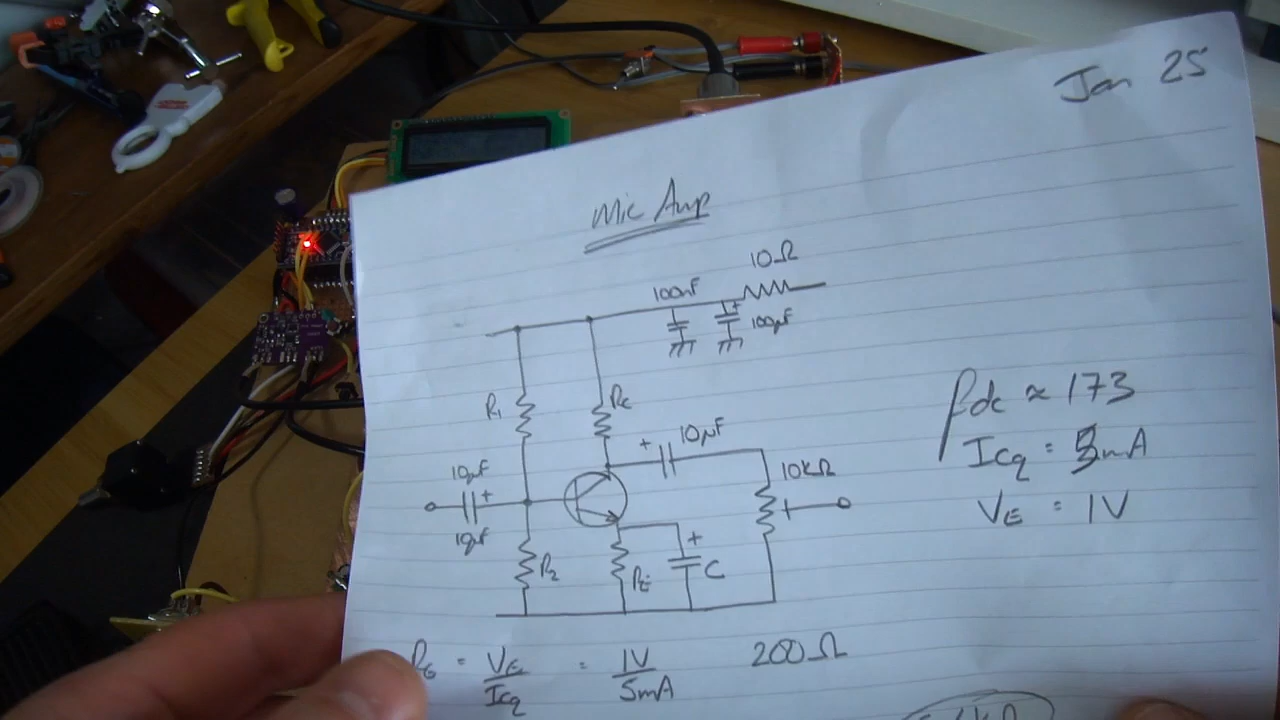 Jan 25
Mic Amp
10Ω
100nF
100µF
R1
RC
10µF
10kΩ
10µF
10µF
R2
RE
C
βdc ≈ 173
ICq = 5mA
VE = 1V
RE = VE/ICq = 1V/5mA 200Ω